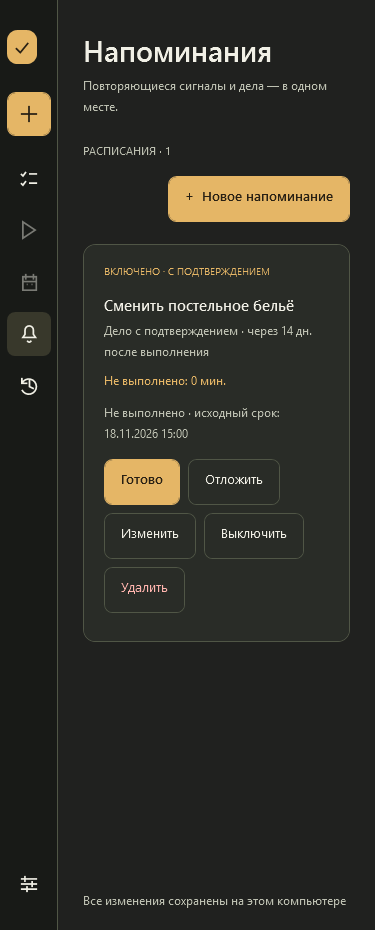 Напоминания
Повторяющиеся сигналы и дела — в одном
месте.
РАСПИСАНИЯ · 1
+ Новое напоминание
ВКЛЮЧЕНО · С ПОДТВЕРЖДЕНИЕМ
Сменить постельное бельё
Дело с подтверждением · через 14 дн.
после выполнения
Не выполнено: 0 мин.
Не выполнено · исходный срок:
18.11.2026 15:00
Готово Отложить
Изменить Выключить
Удалить
Все изменения сохранены на этом компьютере